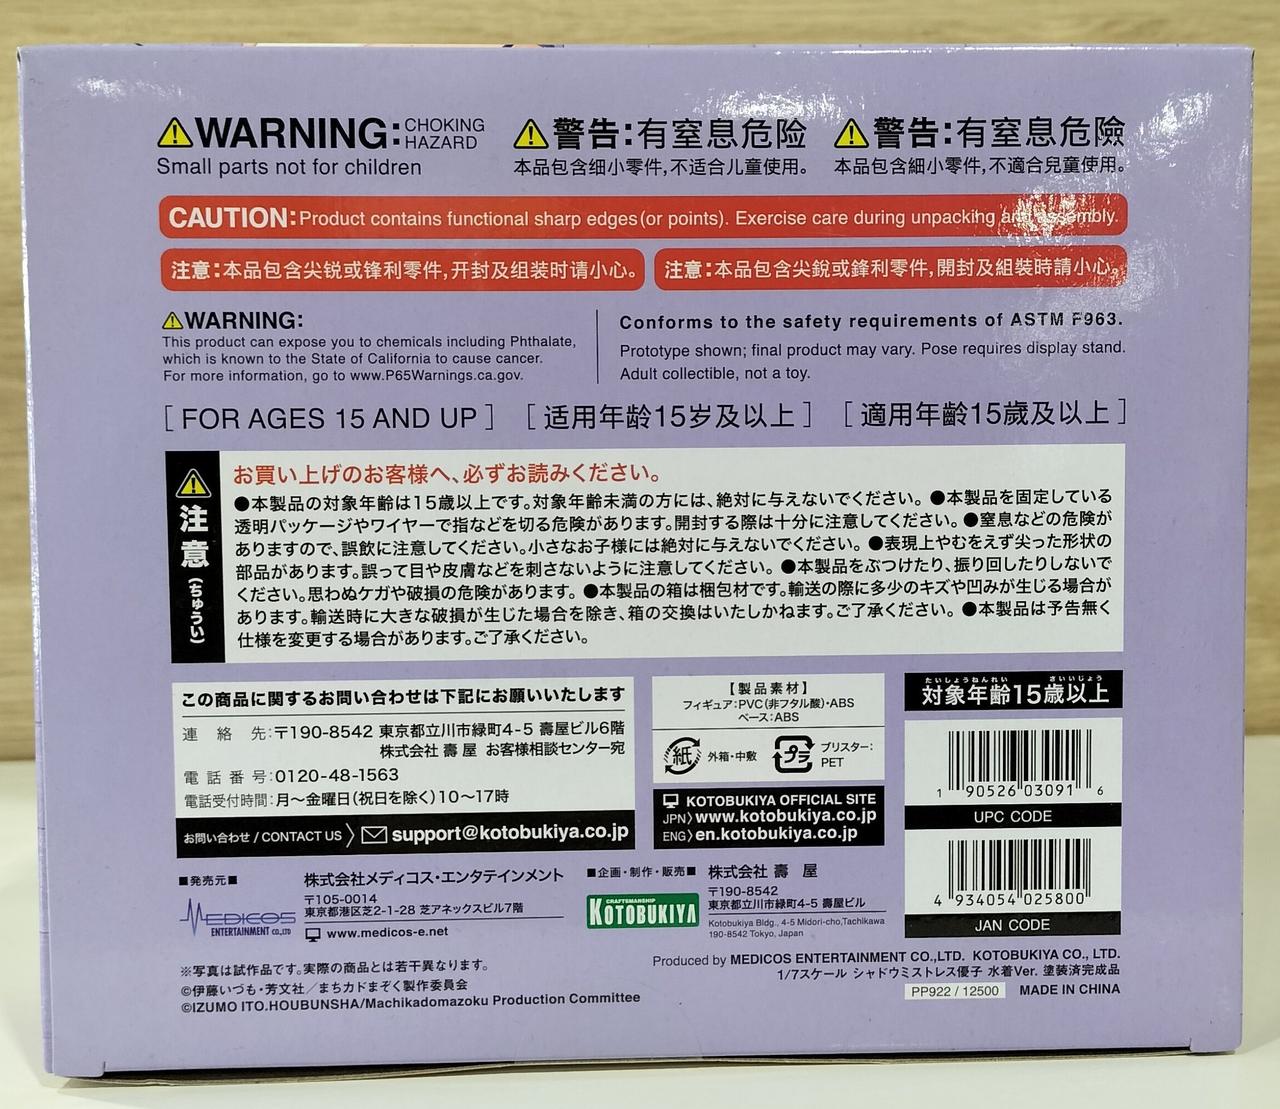 ⚠WARNING: CHOKING HAZARD
Small parts not for children
⚠警告:有窒息危险
本品包含细小零件,不适合儿童使用。
⚠警告:有窒息危險
本品包含細小零件,不適合兒童使用。
CAUTION: Product contains functional sharp edges (or points). Exercise care during unpacking and assembly.
注意:本品包含尖锐或锋利零件,开封及组装时请小心。
注意:本品包含尖銳或鋒利零件,開封及組裝時請小心。
⚠WARNING:
This product can expose you to chemicals including Phthalate,
which is known to the State of California to cause cancer.
For more information, go to www.P65Warnings.ca.gov.
Conforms to the safety requirements of ASTM F963.
Prototype shown; final product may vary. Pose requires display stand.
Adult collectible, not a toy.
[FOR AGES 15 AND UP] [适用年龄15岁及以上] [適用年齡15歲及以上]
⚠注意(ちゅうい)
お買い上げのお客様へ、必ずお読みください。
●本製品の対象年齢は15歳以上です。対象年齢未満の方には、絶対に与えないでください。 ●本製品を固定している
透明パッケージやワイヤーで指などを切る危険があります。開封する際は十分に注意してください。 ●窒息などの危険が
ありますので、誤飲に注意してください。小さなお子様には絶対に与えないでください。 ●表現上やむをえず尖った形状の
部品があります。誤って目や皮膚などを刺さないように注意してください。 ●本製品をぶつけたり、振り回したりしないで
ください。思わぬケガや破損の危険があります。 ●本製品の箱は梱包材です。輸送の際に多少のキズや凹みが生じる場合が
あります。輸送時に大きな破損が生じた場合を除き、箱の交換はいたしかねます。ご了承ください。 ●本製品は予告無く
仕様を変更する場合があります。ご了承ください。
この商品に関するお問い合わせは下記にお願いいたします
連絡先:〒190-8542 東京都立川市緑町4-5 壽屋ビル6階
株式会社 壽屋 お客様相談センター宛
電話番号:0120-48-1563
電話受付時間:月〜金曜日(祝日を除く)10〜17時
お問い合わせ / CONTACT US 〉 support@kotobukiya.co.jp
【製品素材】
フィギュア:PVC(非フタル酸)・ABS
ベース:ABS
紙 外箱・中敷
プラ ブリスター:
PET
KOTOBUKIYA OFFICIAL SITE
JPN〉www.kotobukiya.co.jp
ENG〉en.kotobukiya.co.jp
たいしょうねんれい さいいじょう
対象年齢15歳以上
1 90526 03091 6
UPC CODE
4 934054 025800
JAN CODE
■発売元■
MEDICOS
ENTERTAINMENT CO.,LTD
株式会社メディコス・エンタテインメント
〒105-0014
東京都港区芝2-1-28 芝アネックスビル7階
www.medicos-e.net
■企画・制作・販売■
CRAFTSMANSHIP
KOTOBUKIYA
株式会社 壽屋
〒190-8542
東京都立川市緑町4-5 壽屋ビル
Kotobukiya Bldg., 4-5 Midori-cho,Tachikawa
190-8542 Tokyo, Japan
※写真は試作品です。実際の商品とは若干異なります。
©伊藤いづも・芳文社/まちカドまぞく製作委員会
©IZUMO ITO.HOUBUNSHA/Machikadomazoku Production Committee
Produced by MEDICOS ENTERTAINMENT CO.,LTD. KOTOBUKIYA CO., LTD.
1/7スケール シャドウミストレス優子 水着Ver. 塗装済完成品
PP922 / 12500 MADE IN CHINA